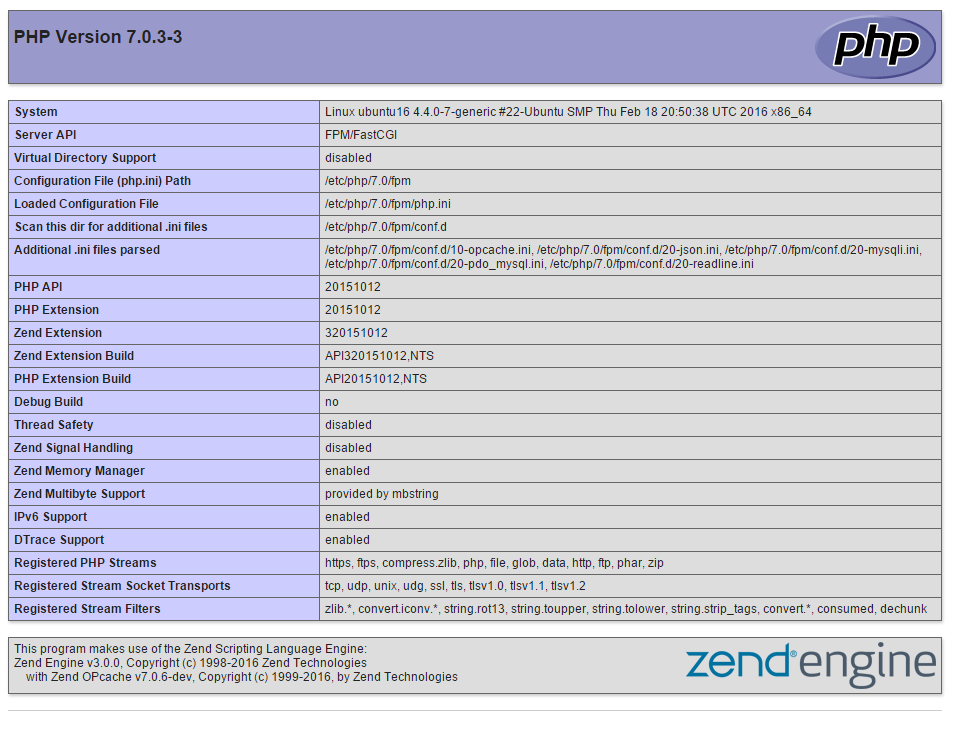 PHP Version 7.0.3-3
php
System Linux ubuntu16 4.4.0-7-generic #22-Ubuntu SMP Thu Feb 18 20:50:38 UTC 2016 x86_64
Server API FPM/FastCGI
Virtual Directory Support disabled
Configuration File (php.ini) Path /etc/php/7.0/fpm
Loaded Configuration File /etc/php/7.0/fpm/php.ini
Scan this dir for additional .ini files /etc/php/7.0/fpm/conf.d
Additional .ini files parsed /etc/php/7.0/fpm/conf.d/10-opcache.ini, /etc/php/7.0/fpm/conf.d/20-json.ini, /etc/php/7.0/fpm/conf.d/20-mysqli.ini,
/etc/php/7.0/fpm/conf.d/20-pdo_mysql.ini, /etc/php/7.0/fpm/conf.d/20-readline.ini
PHP API 20151012
PHP Extension 20151012
Zend Extension 320151012
Zend Extension Build API320151012,NTS
PHP Extension Build API20151012,NTS
Debug Build no
Thread Safety disabled
Zend Signal Handling disabled
Zend Memory Manager enabled
Zend Multibyte Support provided by mbstring
IPv6 Support enabled
DTrace Support enabled
Registered PHP Streams https, ftps, compress.zlib, php, file, glob, data, http, ftp, phar, zip
Registered Stream Socket Transports tcp, udp, unix, udg, ssl, tls, tlsv1.0, tlsv1.1, tlsv1.2
Registered Stream Filters zlib.*, convert.iconv.*, string.rot13, string.toupper, string.tolower, string.strip_tags, convert.*, consumed, dechunk
This program makes use of the Zend Scripting Language Engine:
Zend Engine v3.0.0, Copyright (c) 1998-2016 Zend Technologies
with Zend OPcache v7.0.6-dev, Copyright (c) 1999-2016, by Zend Technologies
zend®engine